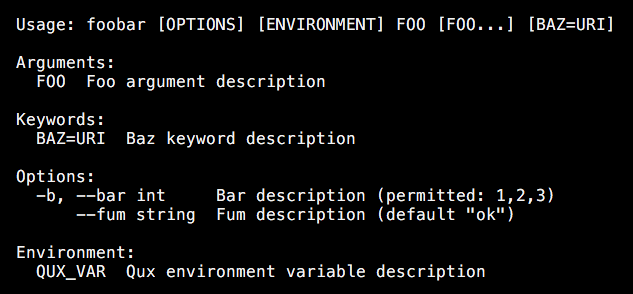 Usage: foobar [OPTIONS] [ENVIRONMENT] FOO [FOO...] [BAZ=URI]
Arguments:
FOO  Foo argument description
Keywords:
BAZ=URI  Baz keyword description
Options:
-b, --bar int     Bar description (permitted: 1,2,3)
--fum string  Fum description (default "ok")
Environment:
QUX_VAR  Qux environment variable description